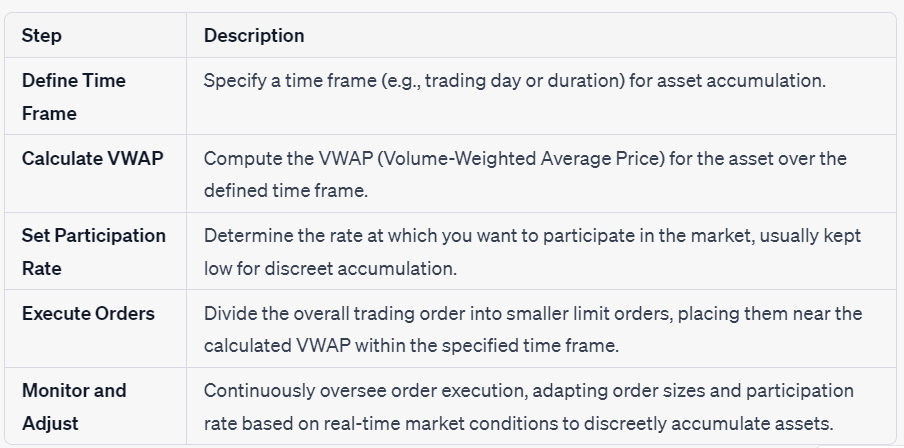 Step Description
Define Time Specify a time frame (e.g., trading day or duration) for asset accumulation.
Frame
Calculate VWAP Compute the VWAP (Volume-Weighted Average Price) for the asset over the
defined time frame.
Set Participation Determine the rate at which you want to participate in the market, usually kept
Rate low for discreet accumulation.
Execute Orders Divide the overall trading order into smaller limit orders, placing them near the
calculated VWAP within the specified time frame.
Monitor and Continuously oversee order execution, adapting order sizes and participation
Adjust rate based on real-time market conditions to discreetly accumulate assets.